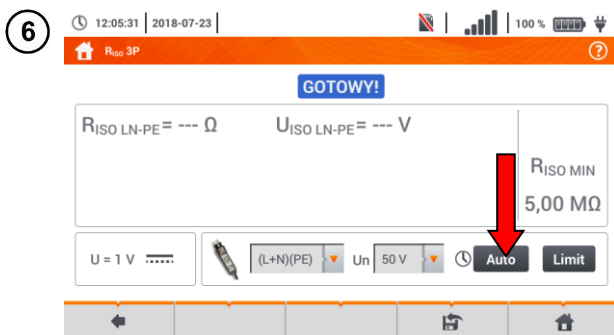 6
12:05:31 2018-07-23 100 %
RISO 3P ?
GOTOWY!
RISO LN-PE= --- Ω UISO LN-PE= --- V
RISO MIN
5,00 MΩ
U = 1 V (L+N)(PE) Un 50 V Auto Limit